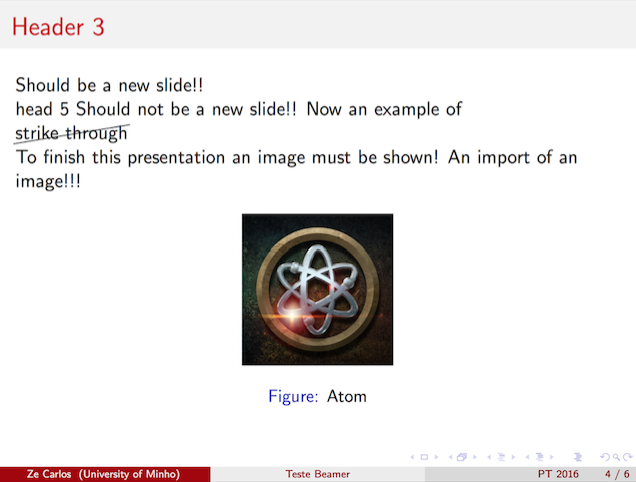 Header 3
Should be a new slide!!
head 5 Should not be a new slide!! Now an example of
strike through
To finish this presentation an image must be shown! An import of an
image!!!
Figure: Atom
Ze Carlos (University of Minho) Teste Beamer PT 2016 4 / 6